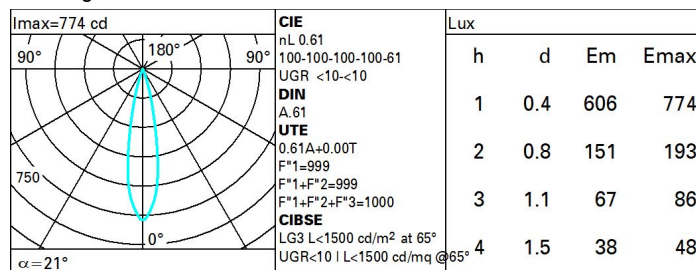 Imax=774 cd
90° 180° 90°
750
0°
α=21°
CIE
nL 0.61
100-100-100-100-61
UGR <10-<10
DIN
A.61
UTE
0.61A+0.00T
F"1=999
F"1+F"2=999
F"1+F"2+F"3=1000
CIBSE
LG3 L<1500 cd/m² at 65°
UGR<10 | L<1500 cd/mq @65°
Lux
h d Em Emax
1 0.4 606 774
2 0.8 151 193
3 1.1 67 86
4 1.5 38 48